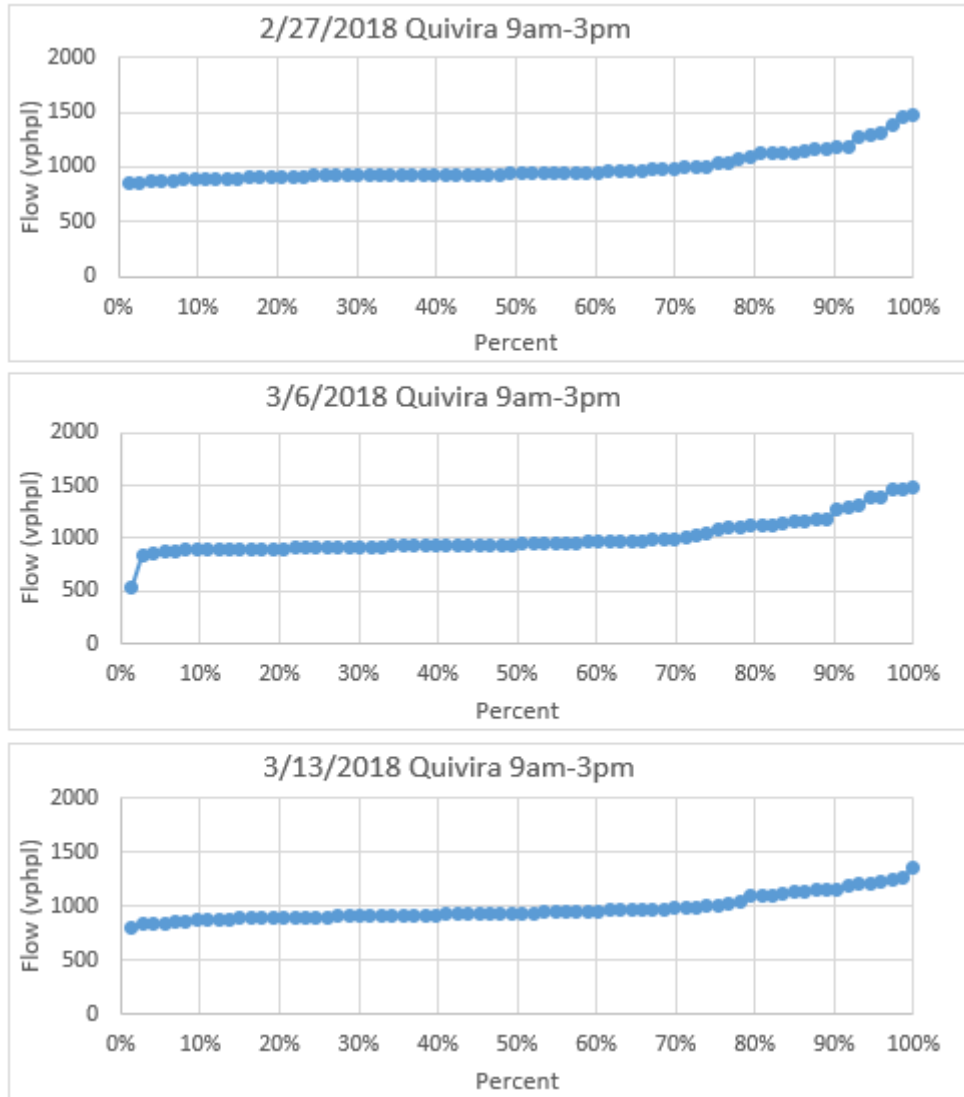 2/27/2018 Quivira 9am-3pm
2000
1500
1000
500
0
Flow (vphpl)
0% 10% 20% 30% 40% 50% 60% 70% 80% 90% 100%
Percent
3/6/2018 Quivira 9am-3pm
2000
1500
1000
500
0
Flow (vphpl)
0% 10% 20% 30% 40% 50% 60% 70% 80% 90% 100%
Percent
3/13/2018 Quivira 9am-3pm
2000
1500
1000
500
0
Flow (vphpl)
0% 10% 20% 30% 40% 50% 60% 70% 80% 90% 100%
Percent